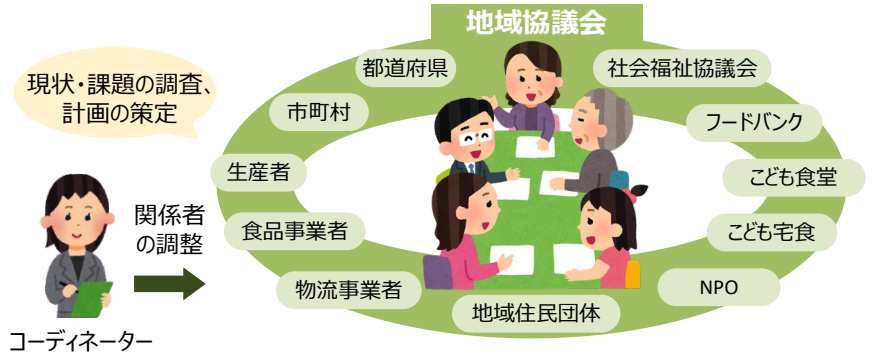 地域協議会
現状・課題の調査、
計画の策定
都道府県
社会福祉協議会
市町村
フードバンク
生産者
こども食堂
関係者
の調整
食品事業者
こども宅食
物流事業者
NPO
地域住民団体
コーディネーター